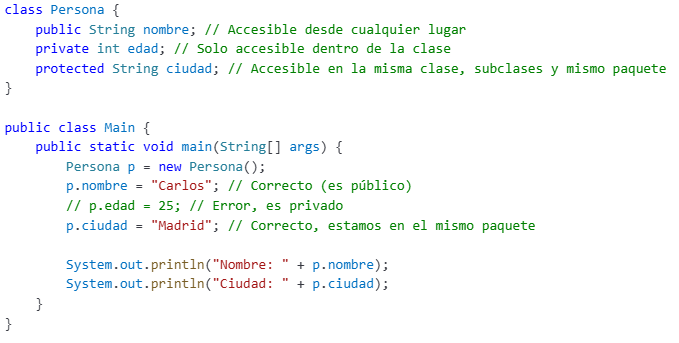 class Persona {
    public String nombre; // Accesible desde cualquier lugar
    private int edad; // Solo accesible dentro de la clase
    protected String ciudad; // Accesible en la misma clase, subclases y mismo paquete
}

public class Main {
    public static void main(String[] args) {
        Persona p = new Persona();
        p.nombre = "Carlos"; // Correcto (es público)
        // p.edad = 25; // Error, es privado
        p.ciudad = "Madrid"; // Correcto, estamos en el mismo paquete

        System.out.println("Nombre: " + p.nombre);
        System.out.println("Ciudad: " + p.ciudad);
    }
}